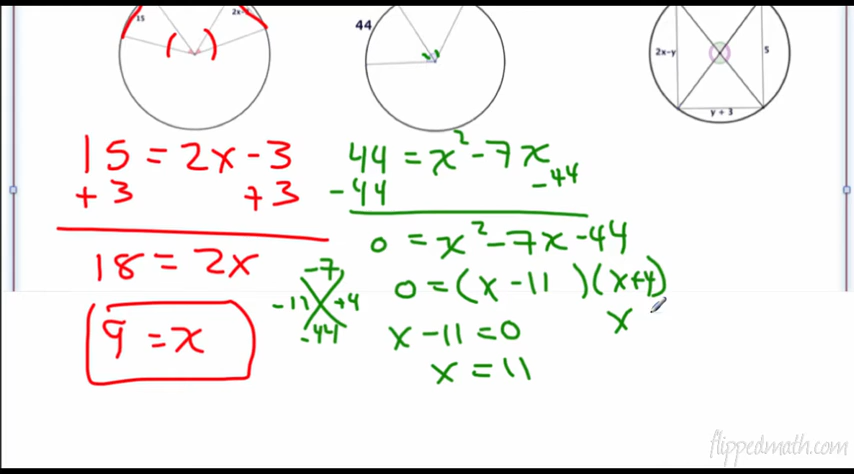 15
2x-3
44
2x-y
5
y + 3
15 = 2x - 3
+3 +3
18 = 2x
9 = x
44 = x² - 7x
-44 -44
0 = x² - 7x - 44
-7
-11 +4
-44
0 = (x - 11 )(x+4)
x - 11 = 0
x
x = 11
flippedmath.com